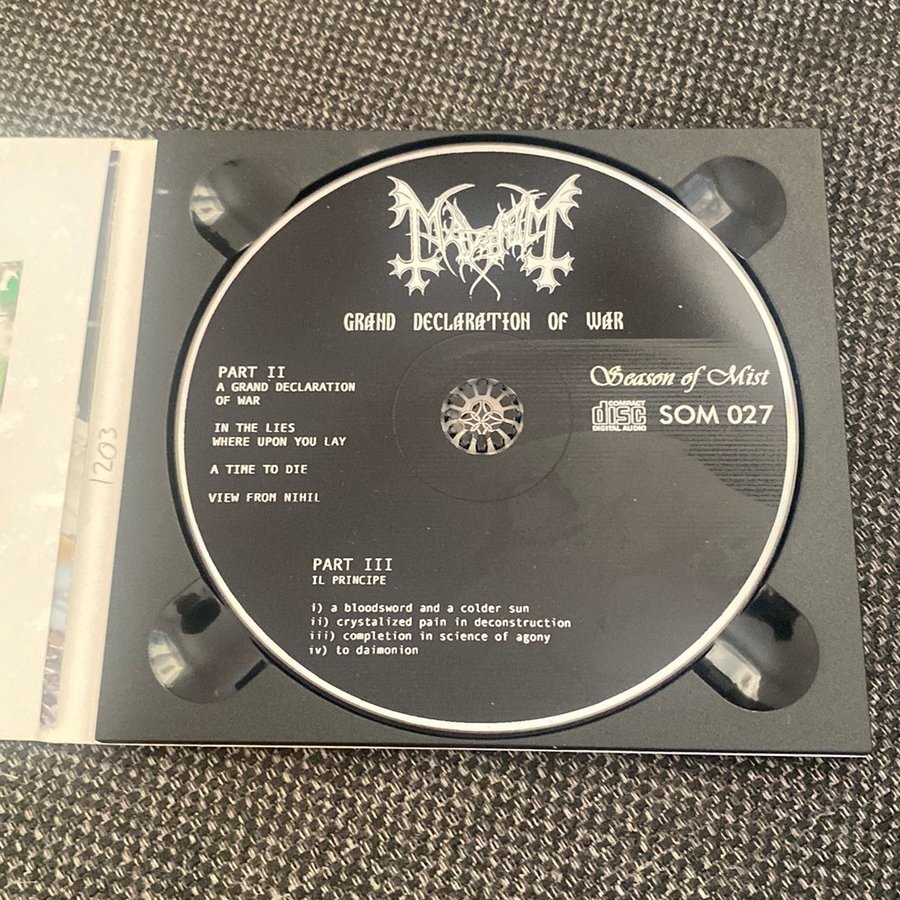 MAYHEM
GRAND DECLARATION OF WAR
PART II
A GRAND DECLARATION
OF WAR
IN THE LIES
WHERE UPON YOU LAY
A TIME TO DIE
VIEW FROM NIHIL
Season of Mist
COMPACT
disc
DIGITAL AUDIO
SOM 027
PART III
IL PRINCIPE
i) a bloodsword and a colder sun
ii) crystalized pain in deconstruction
iii) completion in science of agony
iv) to daimonion
1203